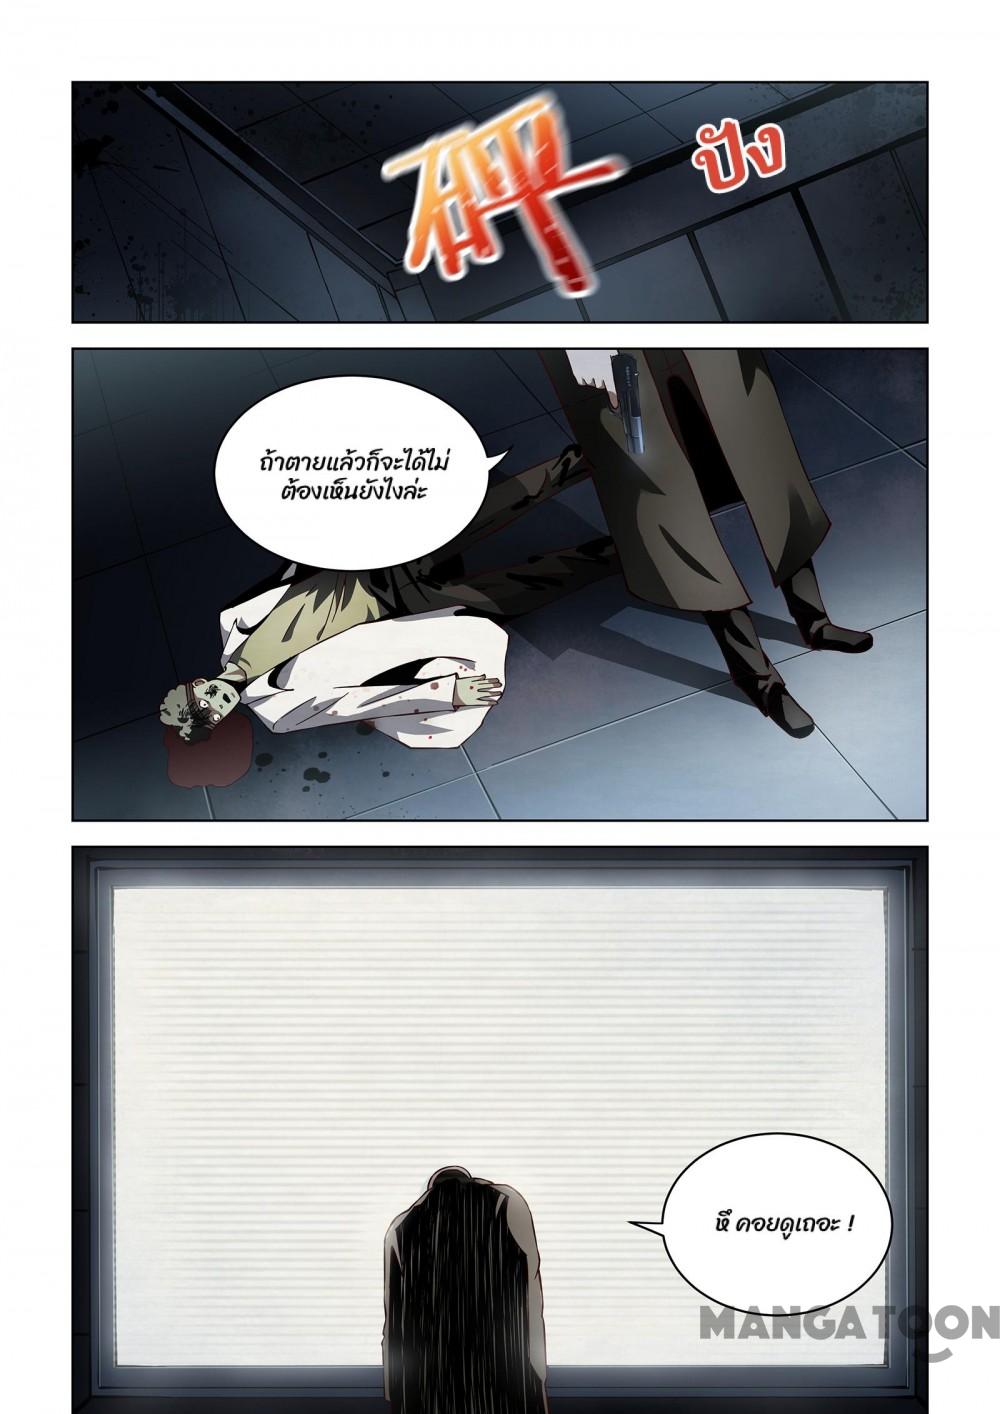 砰
ปัง
ถ้าตายแล้วก็จะได้ไม่
ต้องเห็นยังไงล่ะ
หึ คอยดูเถอะ !
MANGATOON